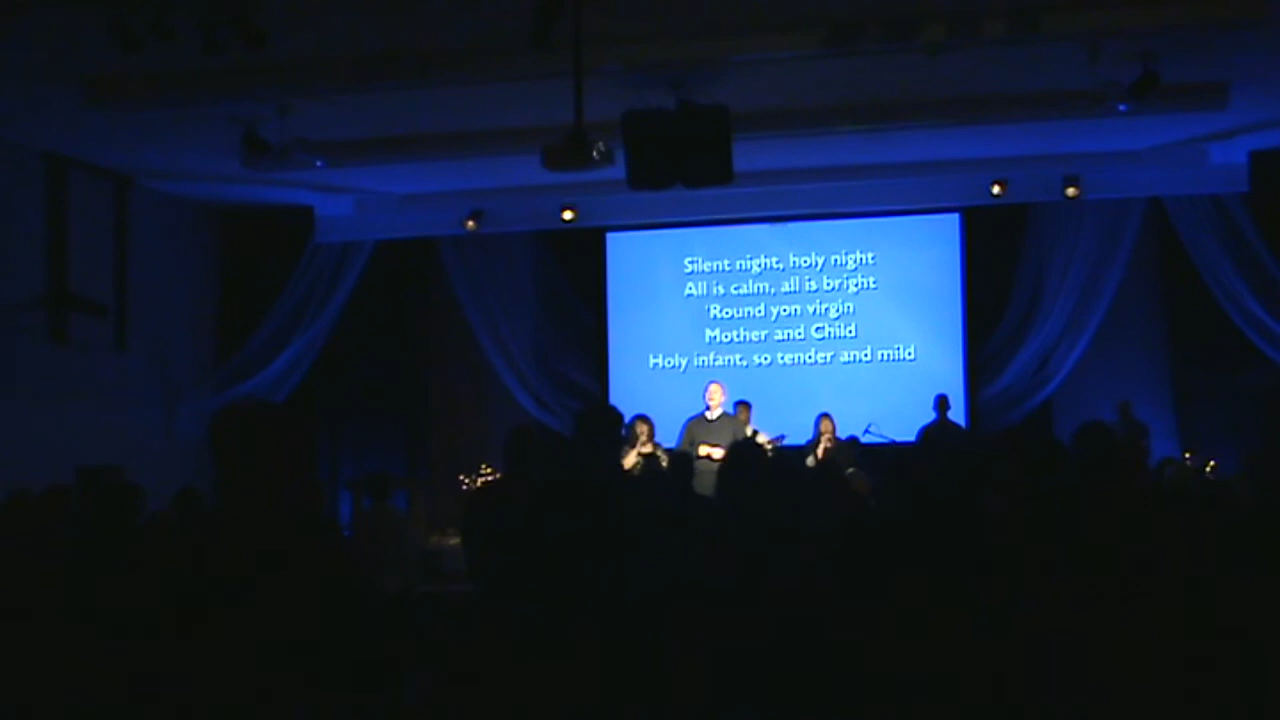 Silent night, holy night
All is calm, all is bright
'Round yon virgin
Mother and Child
Holy infant, so tender and mild